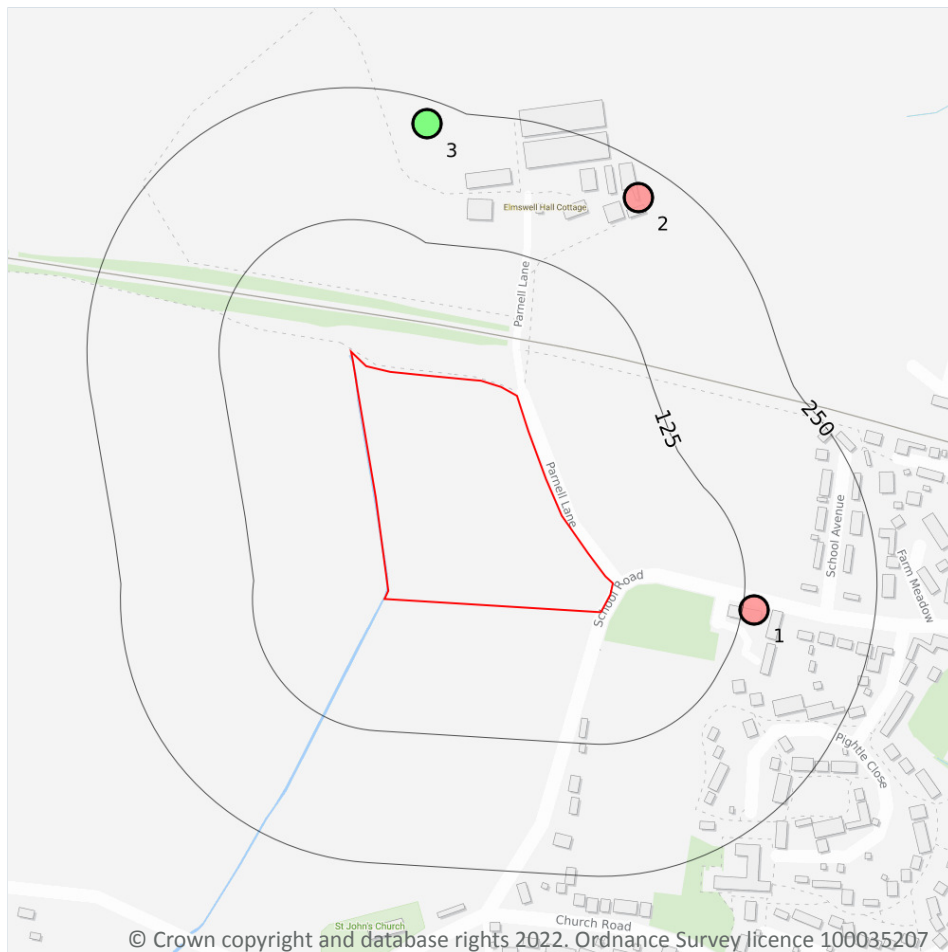 3
2
Elmswell Hall Cottage
Parnell Lane
250
125
Parnell Lane
School Avenue
Farm Meadow
School Road
1
Pightle Close
St John's Church
Church Road
© Crown copyright and database rights 2022. Ordnance Survey licence 100035207